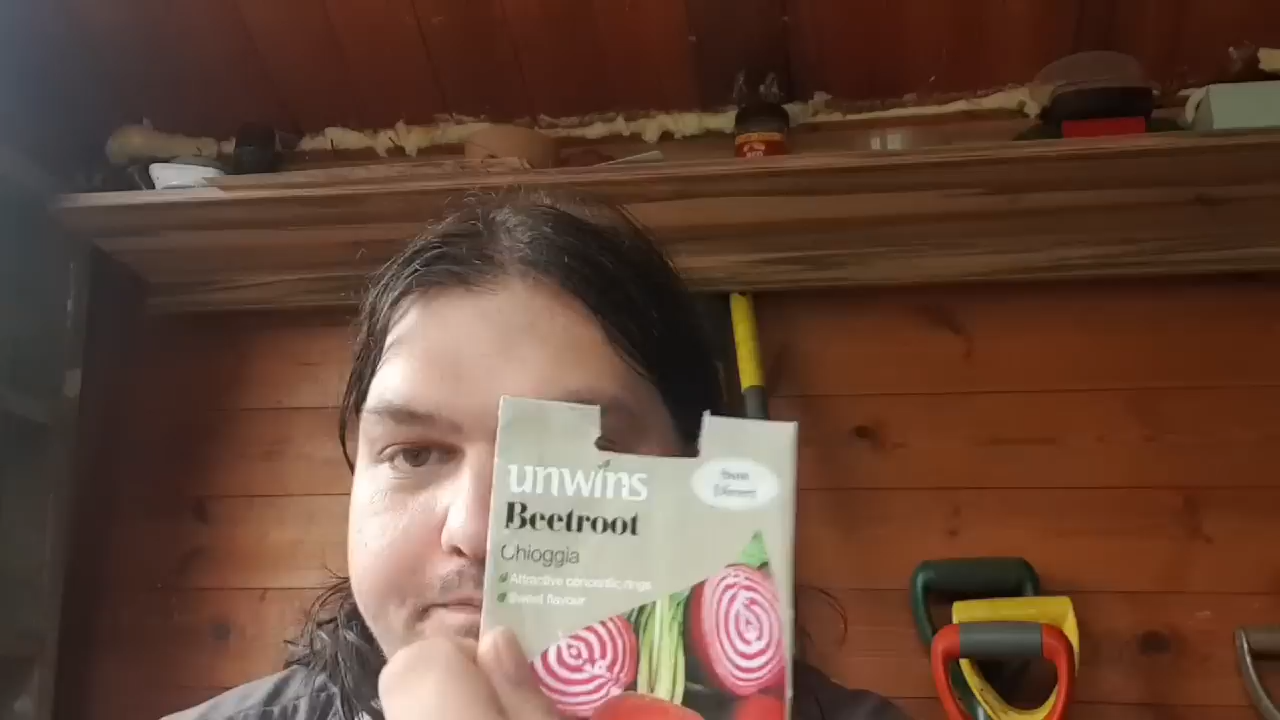 unwins
Beetroot
Chioggia
Attractive concentric rings
Sweet flavour